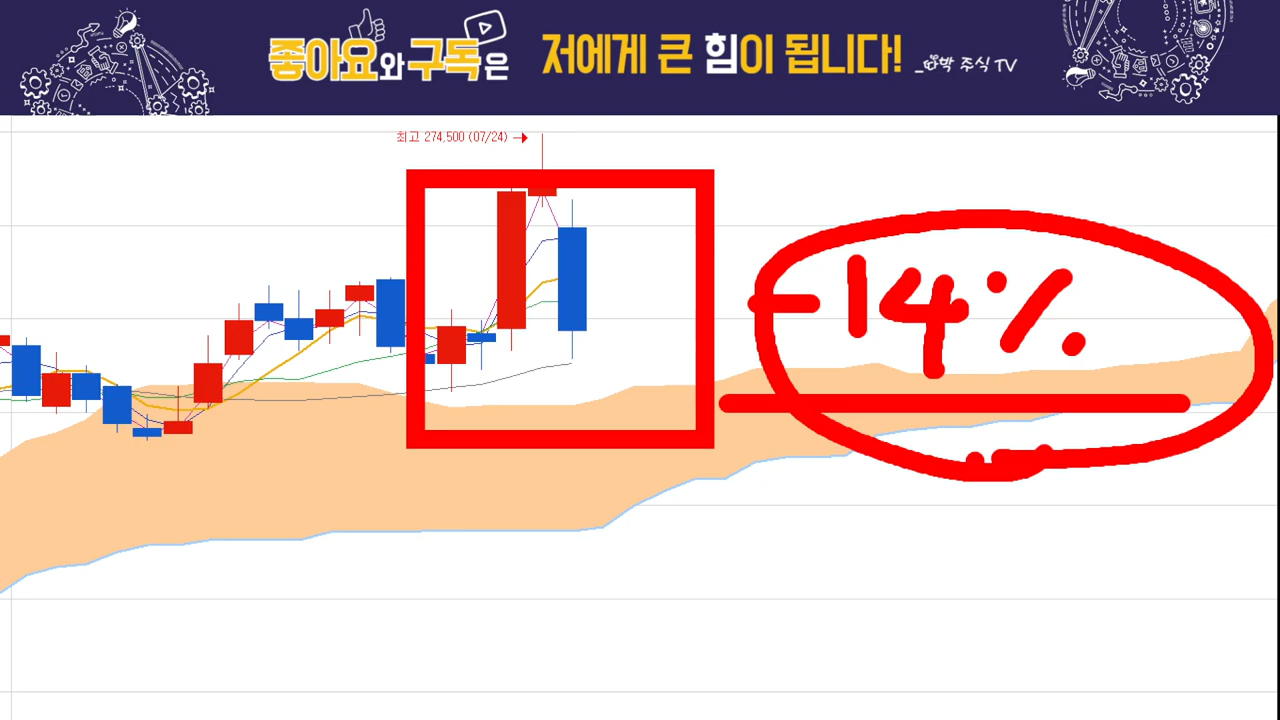 좋아요와 구독은 저에게 큰 힘이 됩니다! _호박 주식 TV
최고 274,500 (07/24) →
-14%